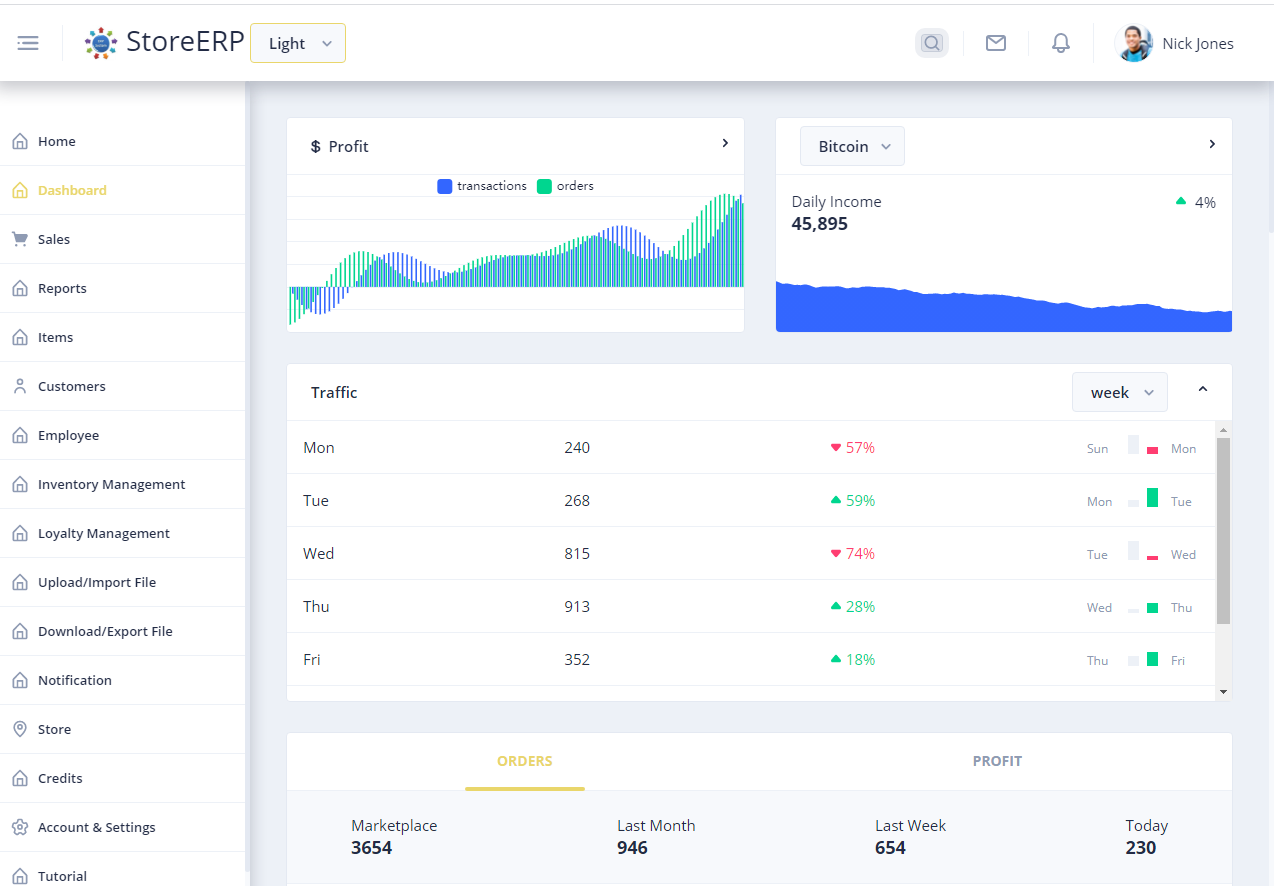 StoreERP
Light
Nick Jones
Home
Dashboard
Sales
Reports
Items
Customers
Employee
Inventory Management
Loyalty Management
Upload/Import File
Download/Export File
Notification
Store
Credits
Account & Settings
Tutorial
$ Profit
transactions orders
Bitcoin
Daily Income 4%
45,895
Traffic week
Mon 240 57% Sun Mon
Tue 268 59% Mon Tue
Wed 815 74% Tue Wed
Thu 913 28% Wed Thu
Fri 352 18% Thu Fri
ORDERS PROFIT
Marketplace Last Month Last Week Today
3654 946 654 230